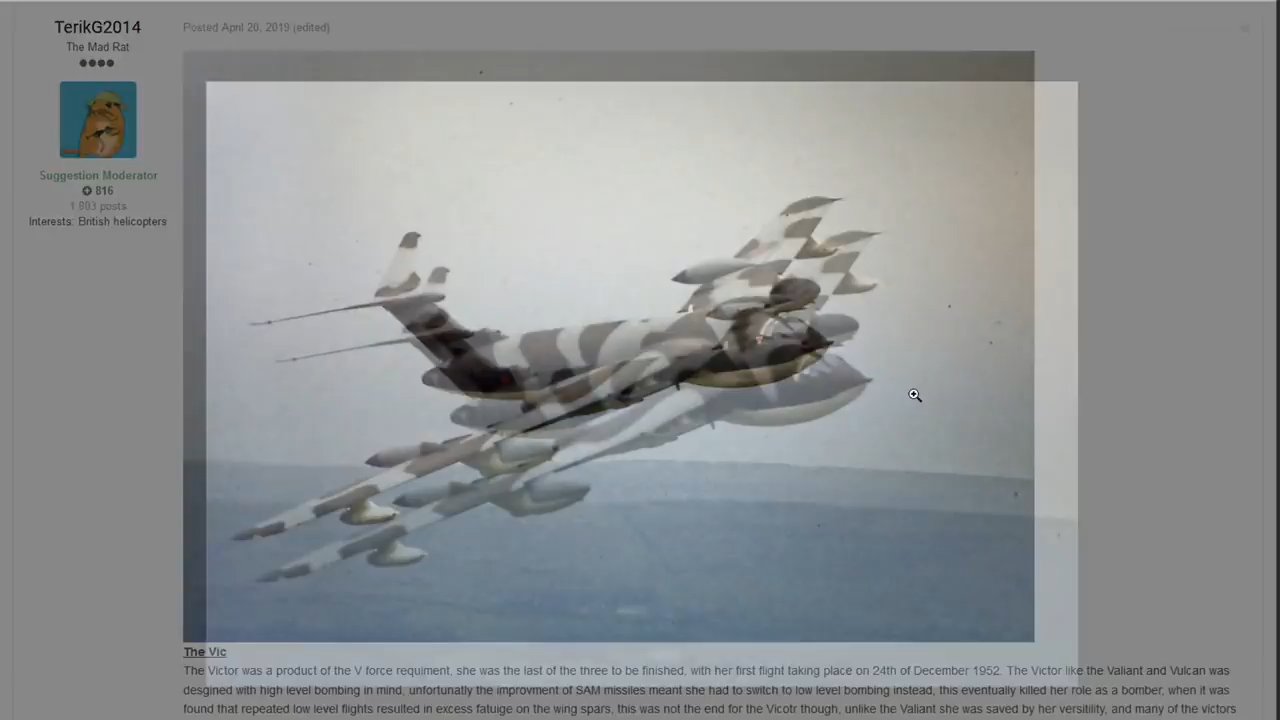 TerikG2014
The Mad Rat
Suggestion Moderator
816
1 803 posts
Interests: British helicopters
Posted April 20, 2019 (edited)
The Vic
The Victor was a product of the V force requiment, she was the last of the three to be finished, with her first flight taking place on 24th of December 1952. The Victor like the Valiant and Vulcan was
desgined with high level bombing in mind, unfortunatly the improvment of SAM missiles meant she had to switch to low level bombing instead, this eventually killed her role as a bomber, when it was
found that repeated low level flights resulted in excess fatuige on the wing spars, this was not the end for the Vicotr though, unlike the Valiant she was saved by her versitility, and many of the victors